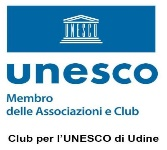 UNESCO
unesco
Membro
delle Associazioni e Club
Club per l'UNESCO di Udine